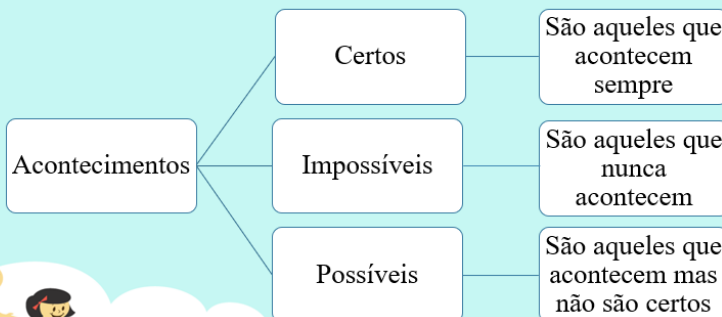 Acontecimentos
Certos
São aqueles que
acontecem
sempre
Impossíveis
São aqueles que
nunca
acontecem
Possíveis
São aqueles que
acontecem mas
não são certos